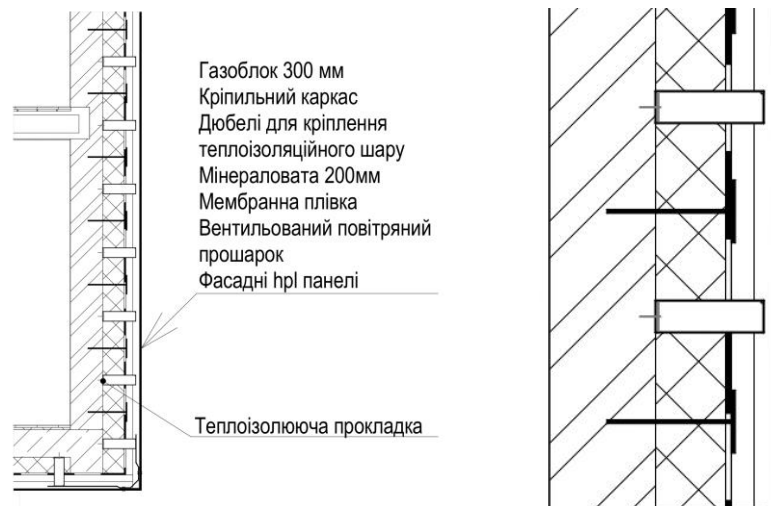 Газоблок 300 мм
Кріпильний каркас
Дюбелі для кріплення
теплоізоляційного шару
Мінераловата 200мм
Мембранна плівка
Вентильований повітряний
прошарок
Фасадні hpl панелі
Теплоізолююча прокладка